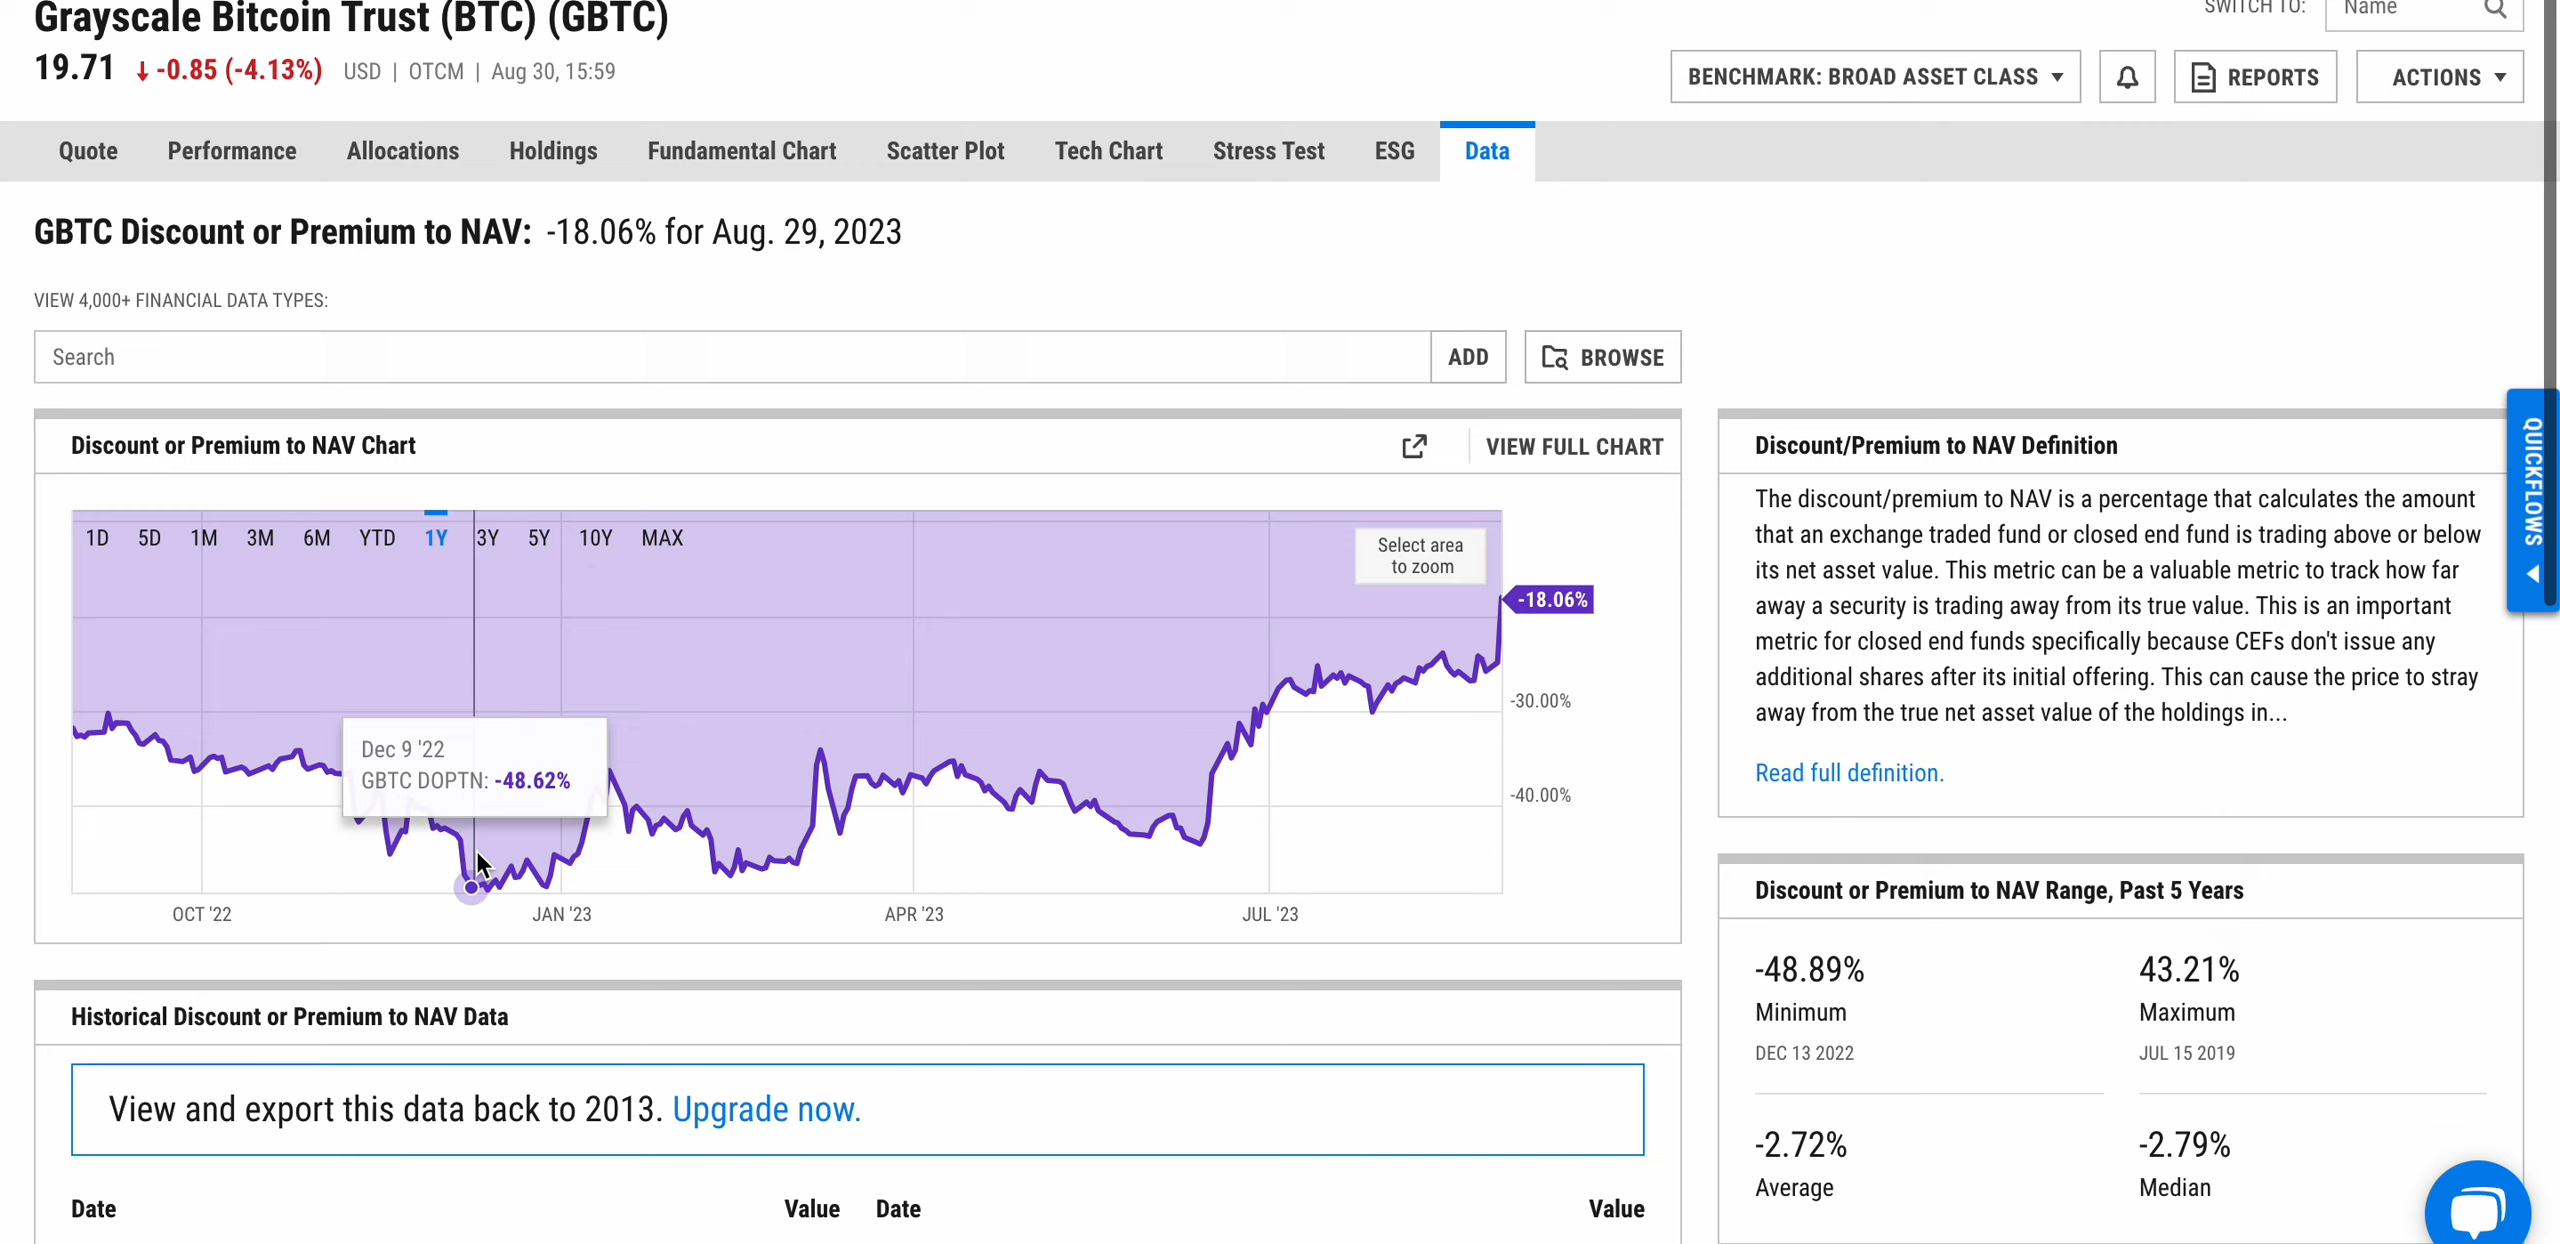 Grayscale Bitcoin Trust (BTC) (GBTC)
SWITCH TO:
Name
19.71 -0.85 (-4.13%) USD | OTCM | Aug 30, 15:59
BENCHMARK: BROAD ASSET CLASS
REPORTS
ACTIONS
Quote Performance Allocations Holdings Fundamental Chart Scatter Plot Tech Chart Stress Test ESG Data
GBTC Discount or Premium to NAV: -18.06% for Aug. 29, 2023
VIEW 4,000+ FINANCIAL DATA TYPES:
Search
ADD
BROWSE
Discount or Premium to NAV Chart
VIEW FULL CHART
1D 5D 1M 3M 6M YTD 1Y 3Y 5Y 10Y MAX
Select area
to zoom
-18.06%
-30.00%
-40.00%
Dec 9 '22
GBTC DOPTN: -48.62%
OCT '22 JAN '23 APR '23 JUL '23
Discount/Premium to NAV Definition
The discount/premium to NAV is a percentage that calculates the amount
that an exchange traded fund or closed end fund is trading above or below
its net asset value. This metric can be a valuable metric to track how far
away a security is trading away from its true value. This is an important
metric for closed end funds specifically because CEFs don't issue any
additional shares after its initial offering. This can cause the price to stray
away from the true net asset value of the holdings in...
Read full definition.
QUICKFLOWS
Discount or Premium to NAV Range, Past 5 Years
-48.89%
Minimum
DEC 13 2022
43.21%
Maximum
JUL 15 2019
-2.72%
Average
-2.79%
Median
Historical Discount or Premium to NAV Data
View and export this data back to 2013. Upgrade now.
Date Value Date Value